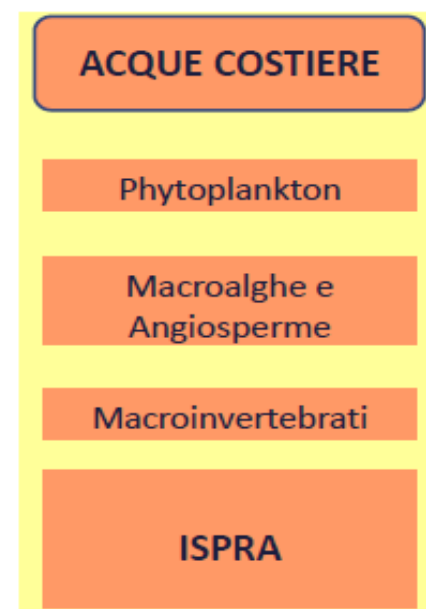 ACQUE COSTIERE
Phytoplankton
Macroalghe e
Angiosperme
Macroinvertebrati
ISPRA